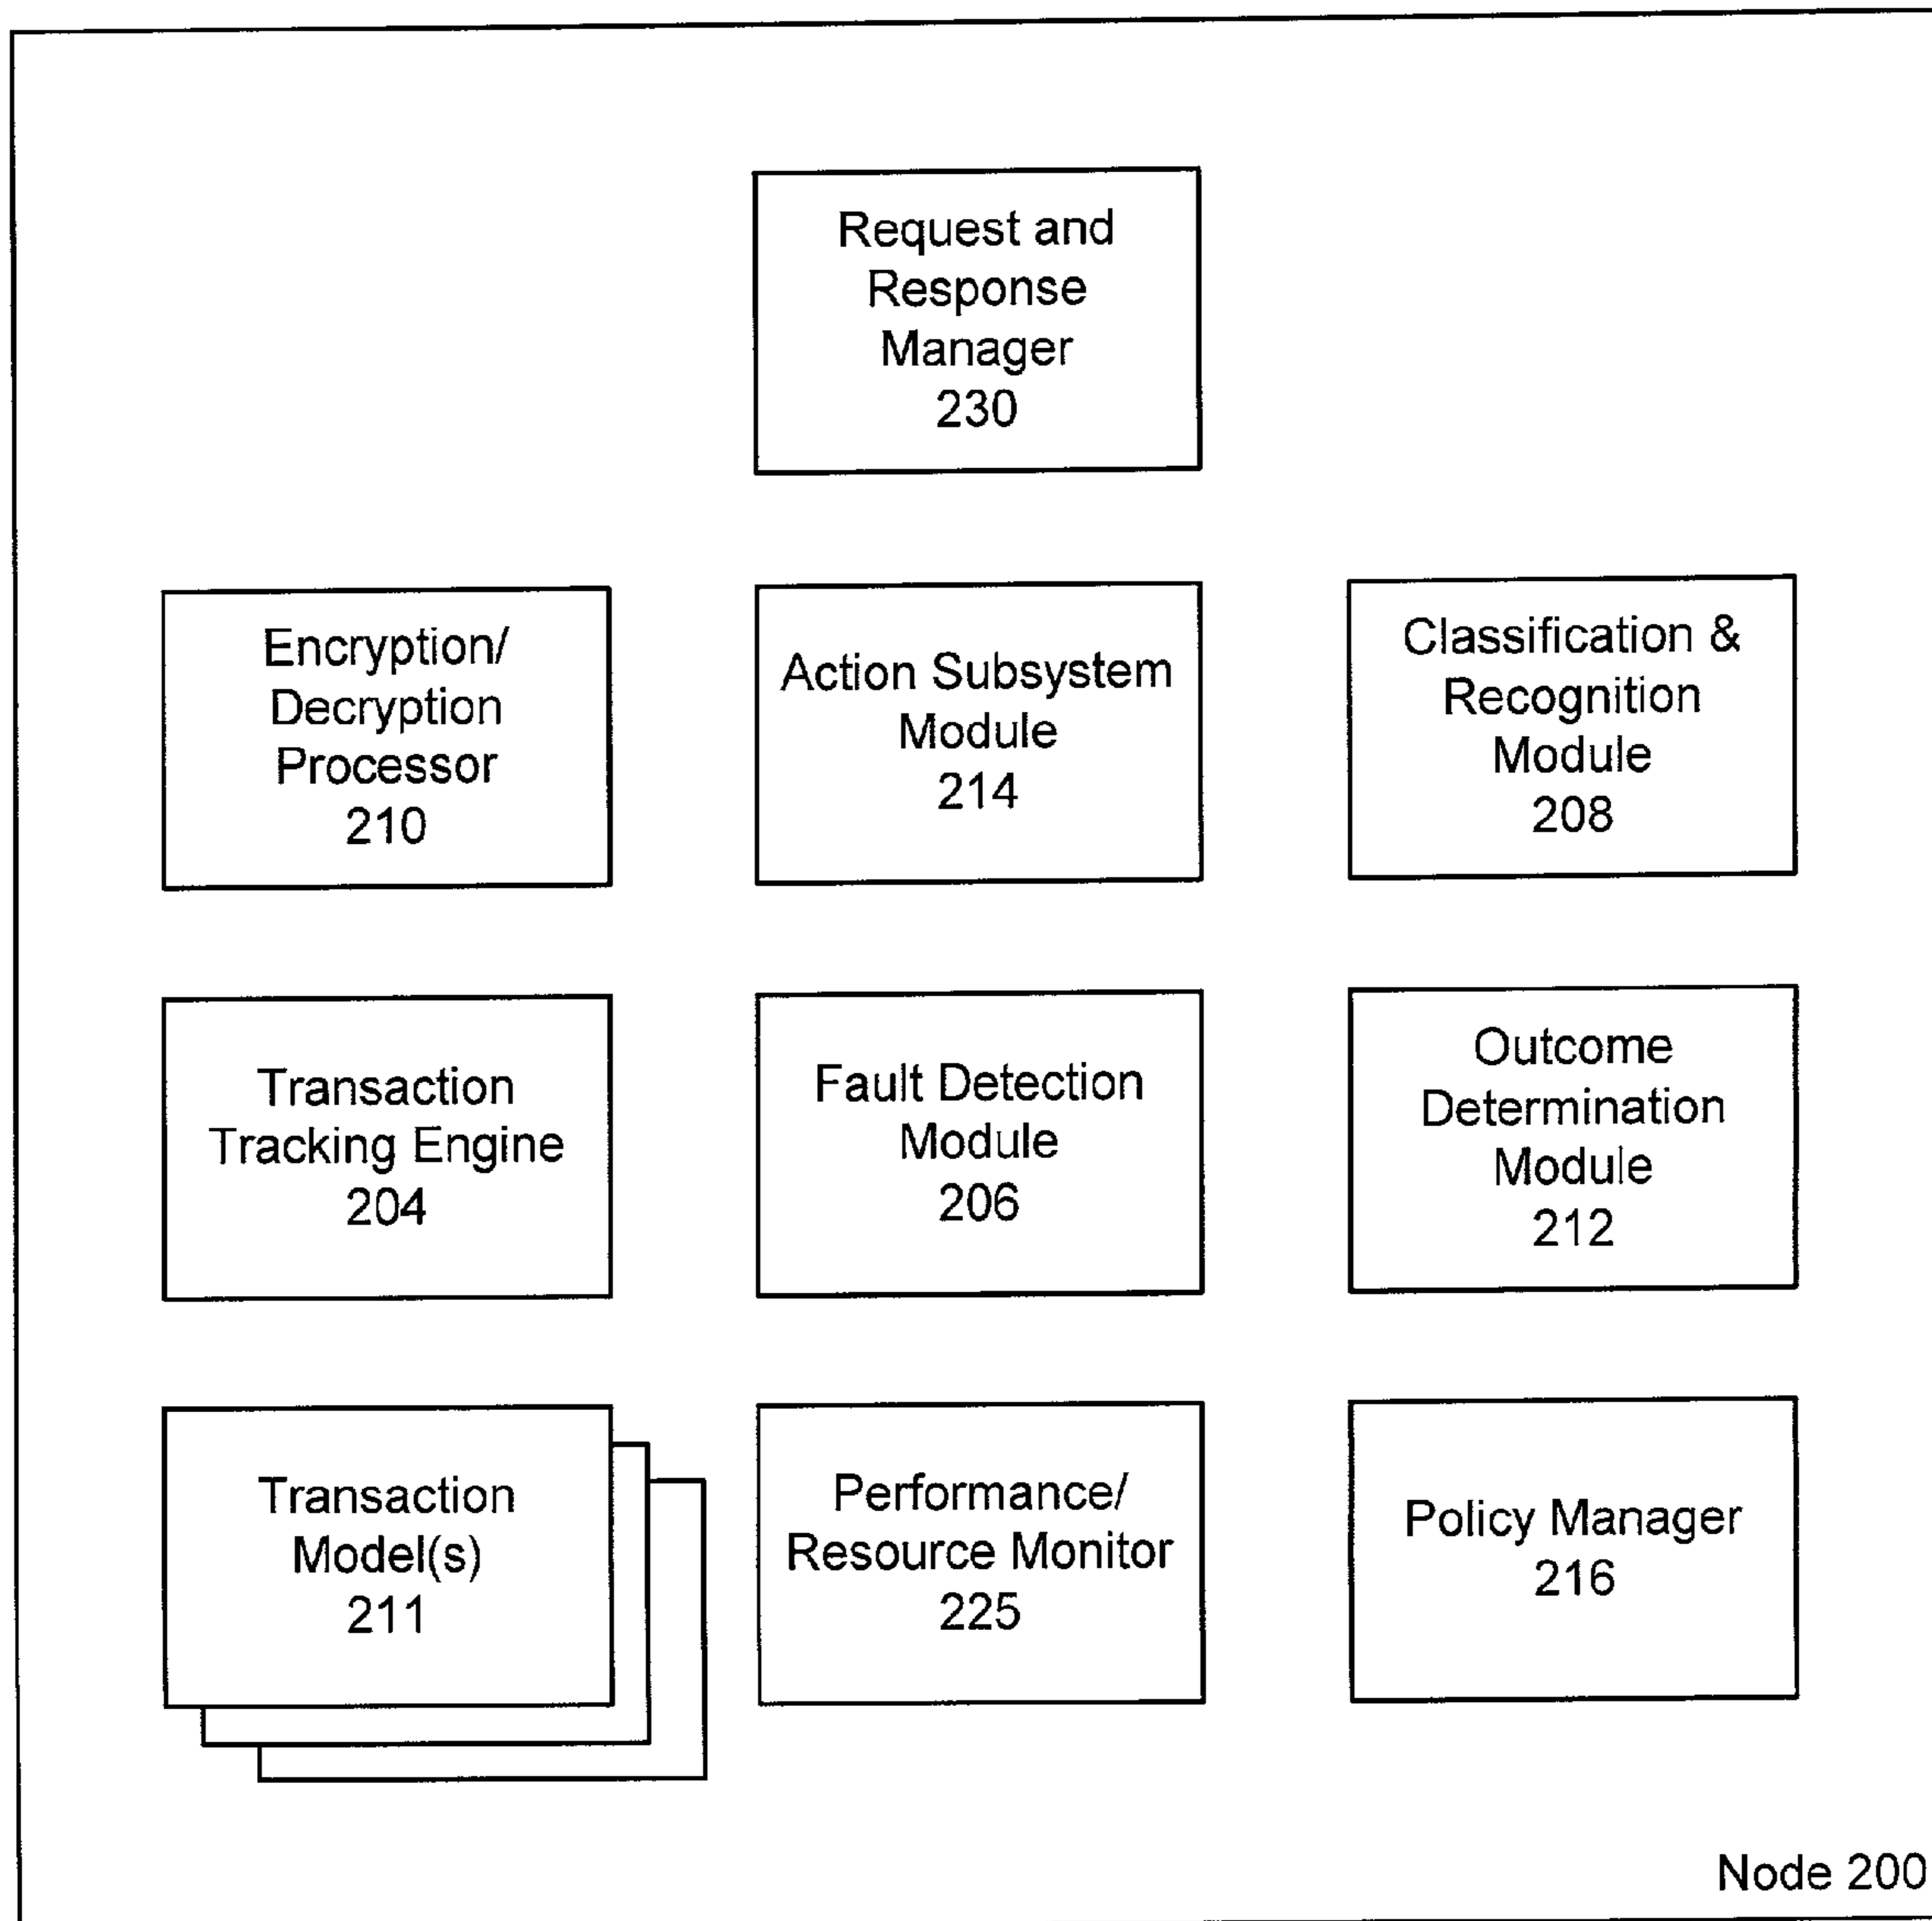 Request and
Response
Manager
230
Encryption/
Decryption
Processor
210
Action Subsystem
Module
214
Classification &
Recognition
Module
208
Transaction
Tracking Engine
204
Fault Detection
Module
206
Outcome
Determination
Module
212
Transaction
Model(s)
211
Performance/
Resource Monitor
225
Policy Manager
216
Node 200